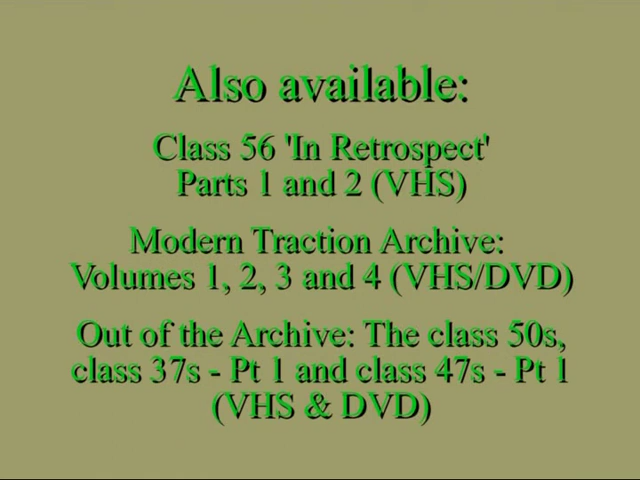 Also available:
Class 56 'In Retrospect'
Parts 1 and 2 (VHS)
Modern Traction Archive:
Volumes 1, 2, 3 and 4 (VHS/DVD)
Out of the Archive: The class 50s,
class 37s - Pt 1 and class 47s - Pt 1
(VHS & DVD)